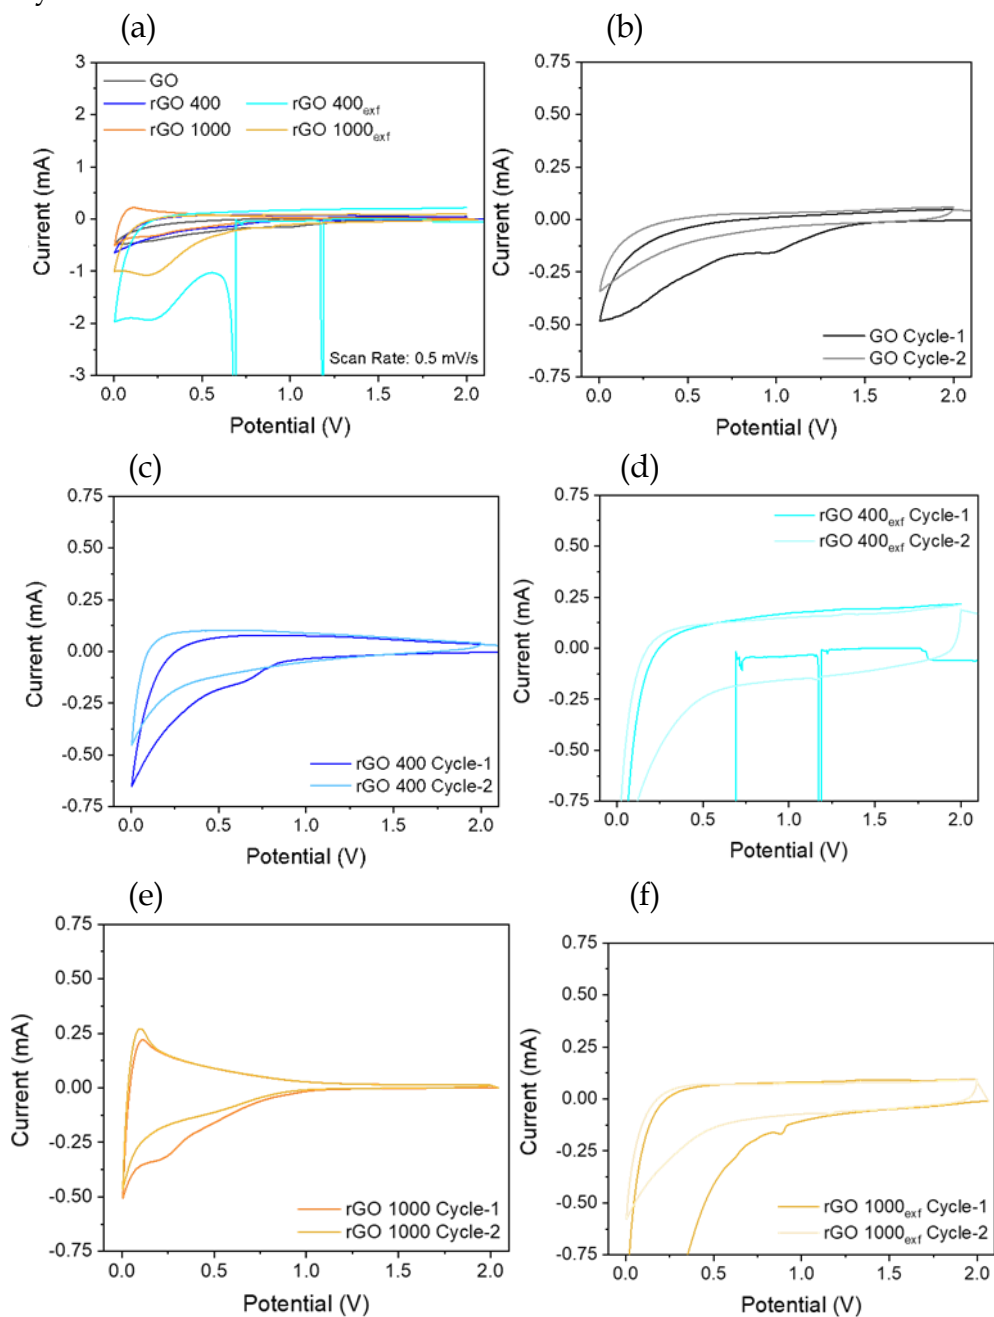 (a)
3
2
1
0
-1
-2
-3
Current (mA)
GO
rGO 400
rGO 400exf
rGO 1000
rGO 1000exf
Scan Rate: 0.5 mV/s
0.0 0.5 1.0 1.5 2.0
Potential (V)
(b)
0.75
0.50
0.25
0.00
-0.25
-0.50
-0.75
Current (mA)
GO Cycle-1
GO Cycle-2
0.0 0.5 1.0 1.5 2.0
Potential (V)
(c)
0.75
0.50
0.25
0.00
-0.25
-0.50
-0.75
Current (mA)
rGO 400 Cycle-1
rGO 400 Cycle-2
0.0 0.5 1.0 1.5 2.0
Potential (V)
(d)
0.75
0.50
0.25
0.00
-0.25
-0.50
-0.75
Current (mA)
rGO 400exf Cycle-1
rGO 400exf Cycle-2
0.0 0.5 1.0 1.5 2.0
Potential (V)
(e)
0.75
0.50
0.25
0.00
-0.25
-0.50
-0.75
Current (mA)
rGO 1000 Cycle-1
rGO 1000 Cycle-2
0.0 0.5 1.0 1.5 2.0
Potential (V)
(f)
0.75
0.50
0.25
0.00
-0.25
-0.50
-0.75
Current (mA)
rGO 1000exf Cycle-1
rGO 1000exf Cycle-2
0.0 0.5 1.0 1.5 2.0
Potential (V)